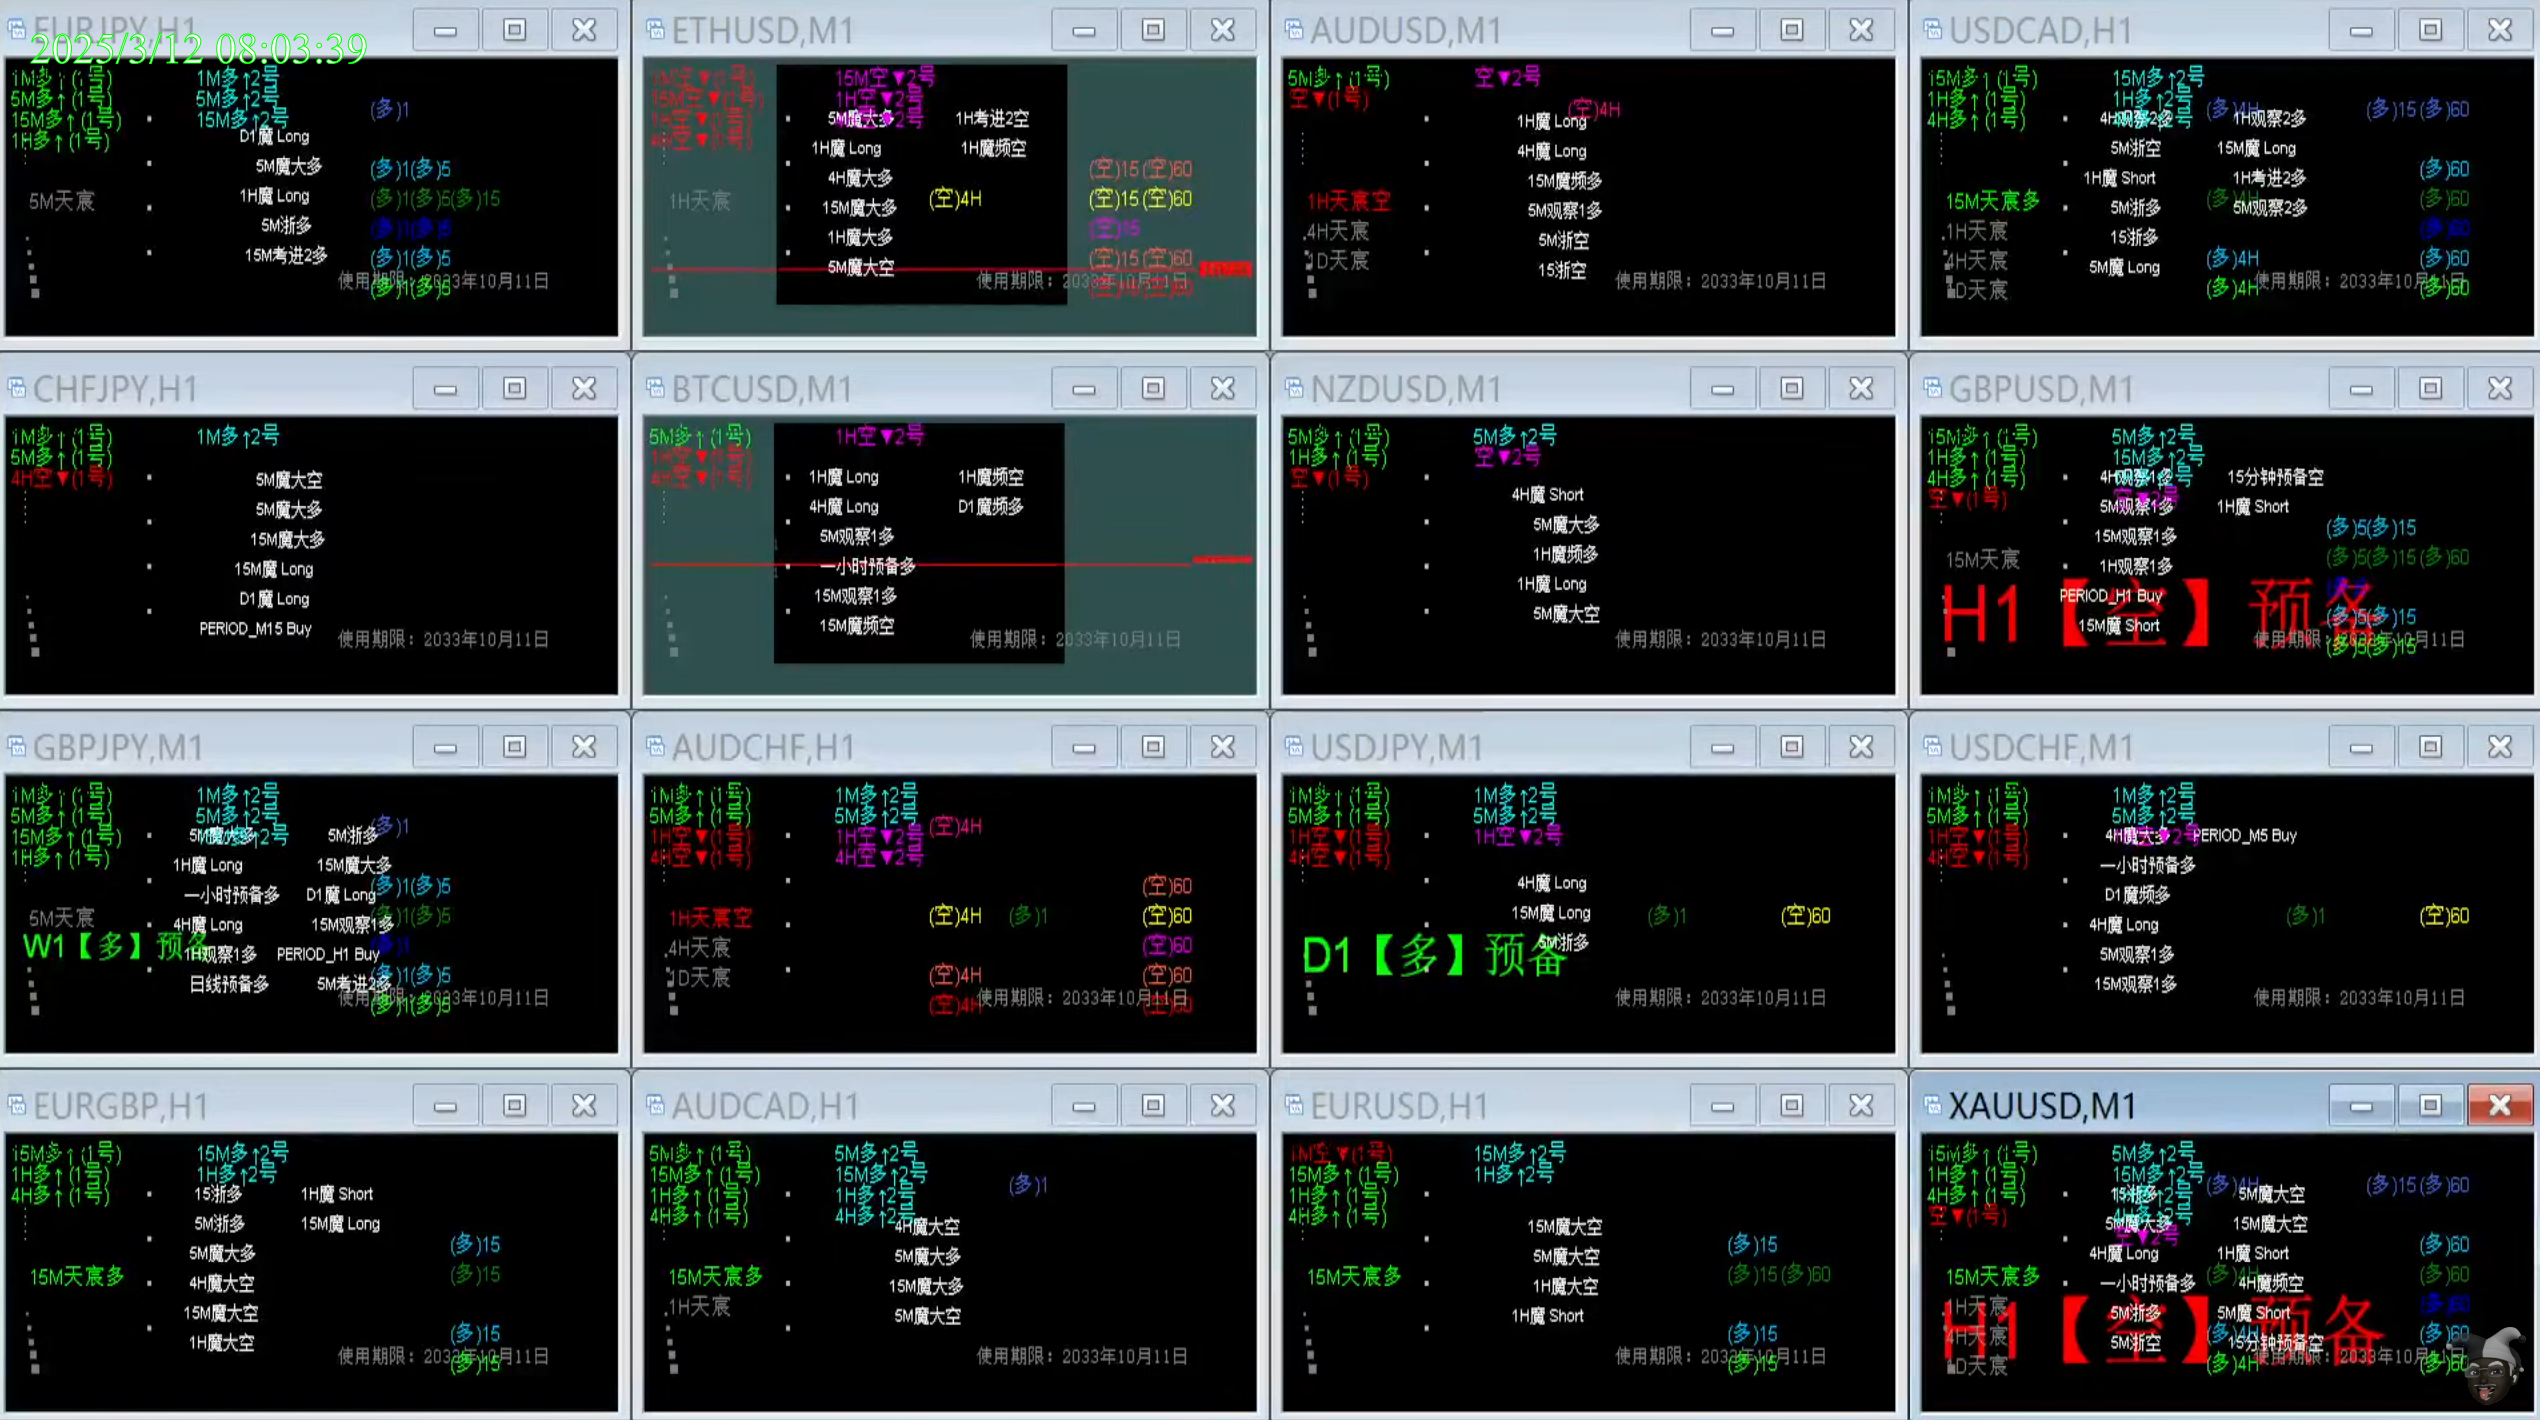 EURJPY,H1
2025/3/12 08:03:39
1M多↑(1号) 1M多↑2号
5M多↑(1号) 5M多↑2号 (多)1
15M多↑(1号) 15M多↑2号
1H多↑(1号) D1魔 Long
5M魔大多 (多)1(多)5
5M天宸 1H魔 Long (多)1(多)5(多)15
5M浙多 (多)1(多)5
15M考进2多 (多)1(多)5
使用期限：2033年10月11日
(多)1(多)5
ETHUSD,M1
1M空▼(1号) 15M空▼2号
15M空▼(1号) 1H空▼2号
1H空▼(1号) 5M魔大多 1H考进2空
4H空▼(1号) 1H魔 Long 1H魔频空
4H魔大多 (空)15(空)60
1H天宸 15M魔大多 (空)4H (空)15(空)60
1H魔大多 (空)15
5M魔大空 (空)15(空)60
使用期限：2033年10月11日
AUDUSD,M1
5M多↑(1号) 空▼2号
空▼(1号) (空)4H
1H魔 Long
4H魔 Long
15M魔频多
1H天宸空 5M观察1多
4H天宸 5M浙空
1D天宸 15浙空
使用期限：2033年10月11日
USDCAD,H1
15M多↑(1号) 15M多↑2号
1H多↑(1号) 1H多↑2号 (多)4H (多)15(多)60
4H多↑(1号) 4H观察2多 1H观察2多
5M浙空 15M魔 Long
1H魔 Short 1H考进2多 (多)60
15M天宸多 5M浙多 (多)4H 5M观察2多 (多)60
1H天宸 15浙多 (多)60
4H天宸 5M魔 Long (多)4H (多)60
1D天宸 (多)4H 使用期限：2033年10月11日 (多)60
CHFJPY,H1
1M多↑(1号) 1M多↑2号
5M多↑(1号)
4H空▼(1号) 5M魔大空
5M魔大多
15M魔大多
15M魔 Long
D1魔 Long
PERIOD_M15 Buy
使用期限：2033年10月11日
BTCUSD,M1
5M多↑(1号) 1H空▼2号
1H空▼(1号)
4H空▼(1号) 1H魔 Long 1H魔频空
4H魔 Long D1魔频多
5M观察1多
一小时预备多
15M观察1多
15M魔频空
使用期限：2033年10月11日
NZDUSD,M1
5M多↑(1号) 5M多↑2号
1H多↑(1号) 空▼2号
空▼(1号)
4H魔 Short
5M魔大多
1H魔频多
1H魔 Long
5M魔大空
使用期限：2033年10月11日
GBPUSD,M1
15M多↑(1号) 5M多↑2号
1H多↑(1号) 15M多↑2号
4H多↑(1号) 4H观察1多 15分钟预备空
空▼(1号) 5M观察1多 1H魔 Short
15M观察1多 (多)5(多)15
15M天宸 1H观察1多 (多)5(多)15(多)60
PERIOD_H1 Buy
H1【空】预备
15M魔 Short (多)5(多)15
使用期限：2033年10月11日
(多)5(多)15
GBPJPY,M1
1M多↑(1号) 1M多↑2号
5M多↑(1号) 5M多↑2号 (多)1
15M多↑(1号) 5M魔大多 5M浙多
1H多↑(1号) 1H魔 Long 15M魔大多
一小时预备多 D1魔 Long (多)1(多)5
5M天宸 4H魔 Long 15M观察1多 (多)1(多)5
W1【多】预备
1H观察1多 PERIOD_H1 Buy (多)1
日线预备多 5M考进2多 (多)1(多)5
使用期限：2033年10月11日
(多)1(多)5
AUDCHF,H1
1M多↑(1号) 1M多↑2号
5M多↑(1号) 5M多↑2号 (空)4H
1H空▼(1号) 1H空▼2号
4H空▼(1号) 4H空▼2号
(空)60
1H天宸空 (空)4H (多)1 (空)60
4H天宸 (空)60
1D天宸 (空)4H (空)60
(空)4H 使用期限：2033年10月11日 (空)60
USDJPY,M1
1M多↑(1号) 1M多↑2号
5M多↑(1号) 5M多↑2号
1H空▼(1号) 1H空▼2号
4H空▼(1号)
4H魔 Long
15M魔 Long (多)1 (空)60
D1【多】预备 5M浙多
使用期限：2033年10月11日
USDCHF,M1
1M多↑(1号) 1M多↑2号
5M多↑(1号) 5M多↑2号
1H空▼(1号) 4H魔大多 PERIOD_M5 Buy
4H空▼(1号) 一小时预备多
D1魔频多
4H魔 Long (多)1 (空)60
5M观察1多
15M观察1多
使用期限：2033年10月11日
EURGBP,H1
15M多↑(1号) 15M多↑2号
1H多↑(1号) 1H多↑2号
4H多↑(1号) 15浙多 1H魔 Short
5M浙多 15M魔 Long
5M魔大多 (多)15
15M天宸多 4H魔大空 (多)15
15M魔大空
1H魔大空 (多)15
使用期限：2033年10月11日
(多)15
AUDCAD,H1
5M多↑(1号) 5M多↑2号
15M多↑(1号) 15M多↑2号 (多)1
1H多↑(1号) 1H多↑2号
4H多↑(1号) 4H多↑2号
4H魔大空
5M魔大多
15M天宸多 15M魔大多
1H天宸 5M魔大空
使用期限：2033年10月11日
EURUSD,H1
1M空▼(1号) 15M多↑2号
15M多↑(1号) 1H多↑2号
1H多↑(1号)
4H多↑(1号) 15M魔大空
5M魔大空 (多)15
15M天宸多 1H魔大空 (多)15(多)60
1H魔 Short (多)15
使用期限：2033年10月11日
(多)15
XAUUSD,M1
15M多↑(1号) 5M多↑2号
1H多↑(1号) 15M多↑2号 (多)4H (多)15(多)60
4H多↑(1号) 15浙多 5M魔大空
空▼(1号) 5M魔大多 15M魔大空
4H魔 Long 1H魔 Short (多)60
15M天宸多 一小时预备多 (多)4H 4H魔频空 (多)60
1H天宸 5M浙多 5M魔 Short (多)60
H1【空】预备
4H天宸 5M浙空 (多)4H 15分钟预备空 (多)60
1D天宸 (多)4H 使用期限：2033年10月11日 (多)60